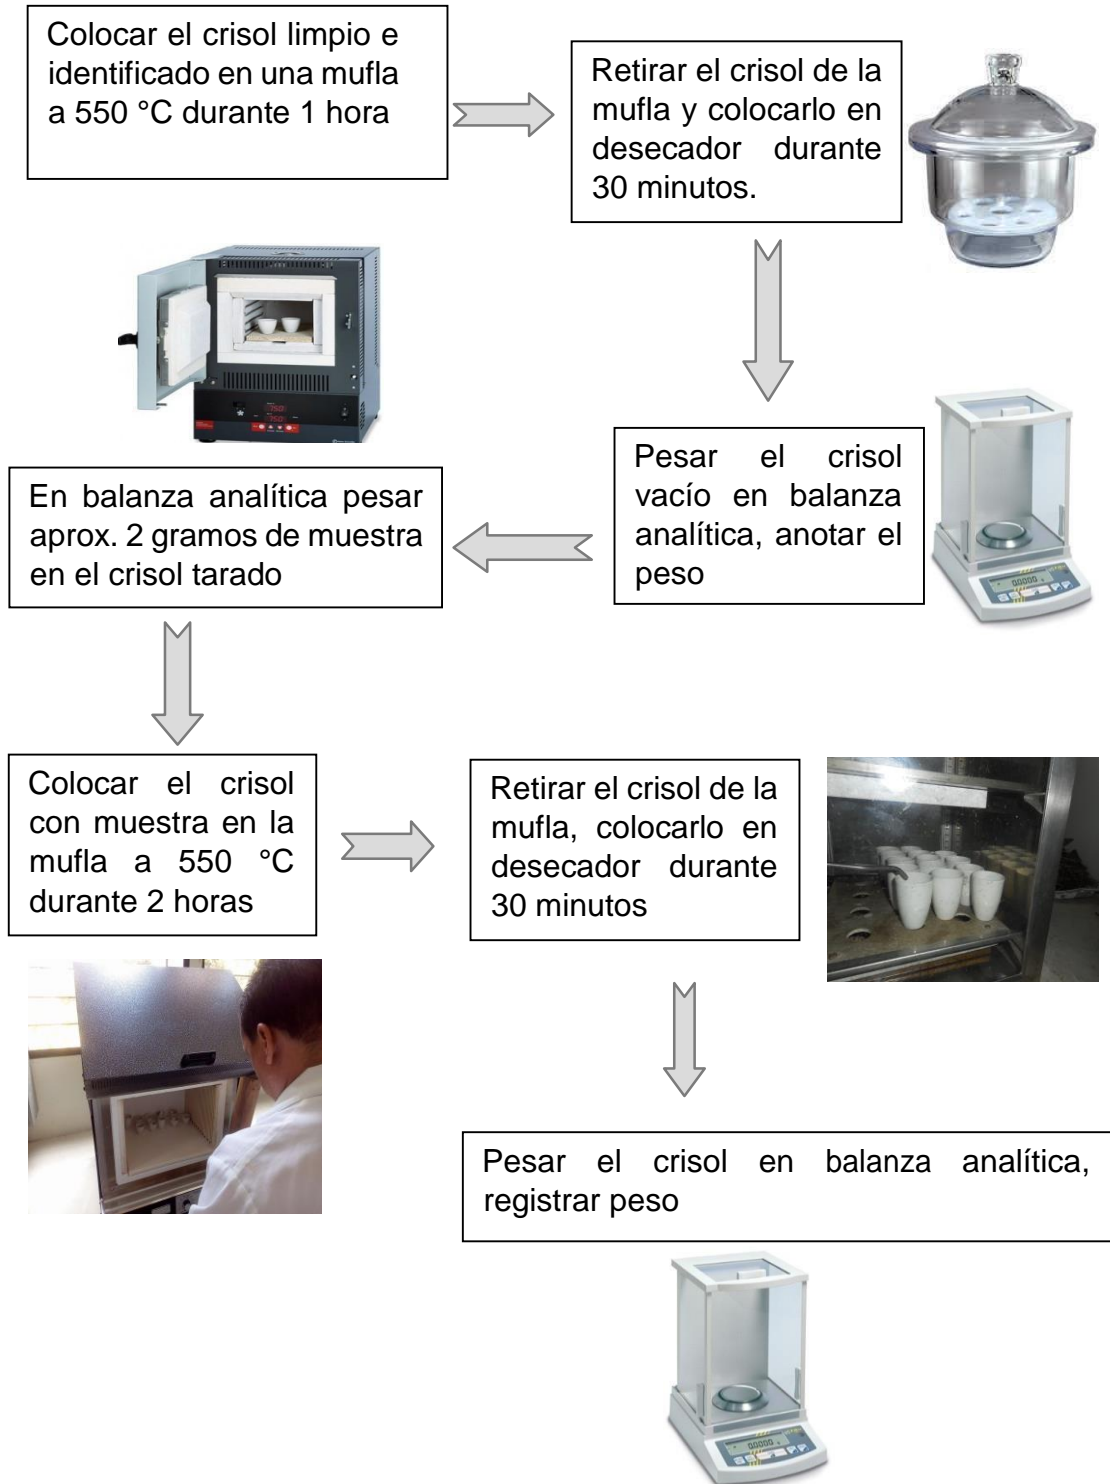 Colocar el crisol limpio e
identificado en una mufla
a 550 °C durante 1 hora
Retirar el crisol de la
mufla y colocarlo en
desecador durante
30 minutos.
Pesar el crisol
vacío en balanza
analítica, anotar el
peso
En balanza analítica pesar
aprox. 2 gramos de muestra
en el crisol tarado
Colocar el crisol
con muestra en la
mufla a 550 °C
durante 2 horas
Retirar el crisol de la
mufla, colocarlo en
desecador durante
30 minutos
Pesar el crisol en balanza analítica,
registrar peso